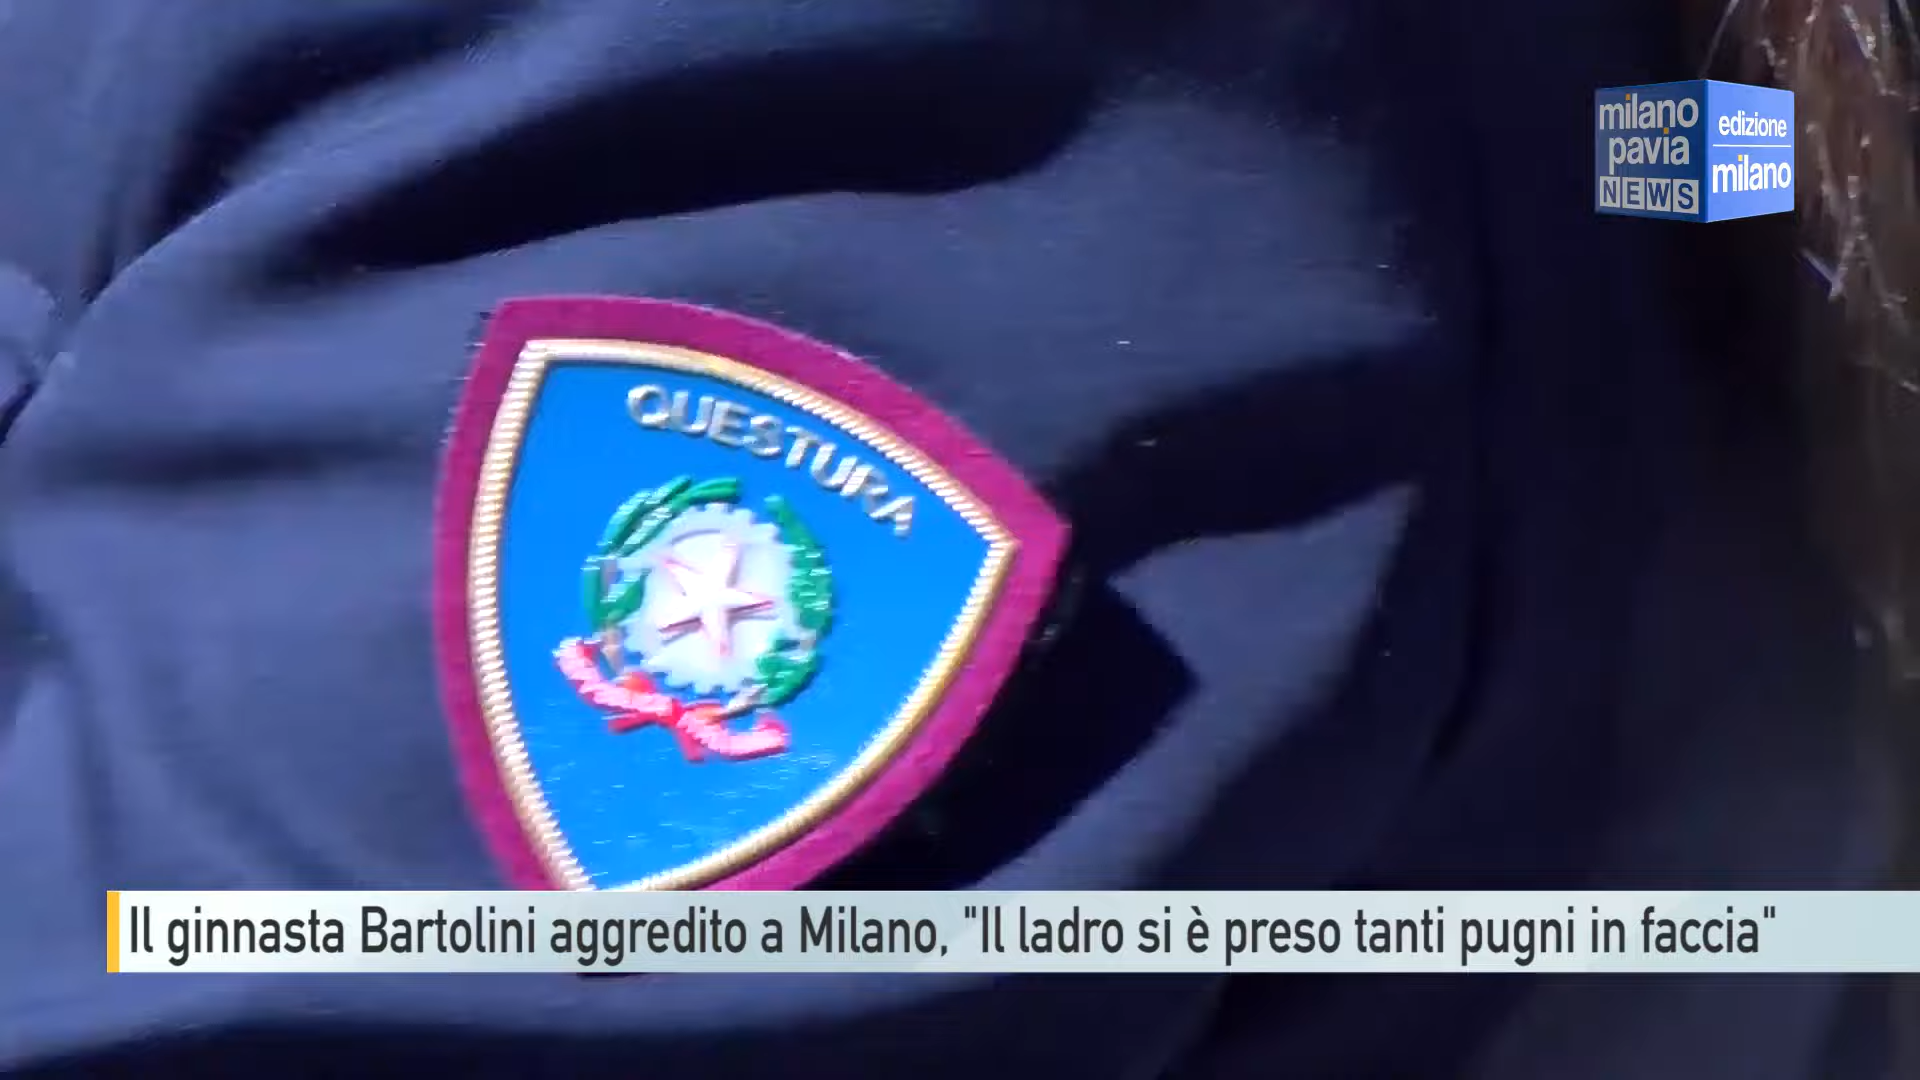 milano
pavia
NEWS
edizione
milano
QUESTURA
Il ginnasta Bartolini aggredito a Milano, "Il ladro si è preso tanti pugni in faccia"